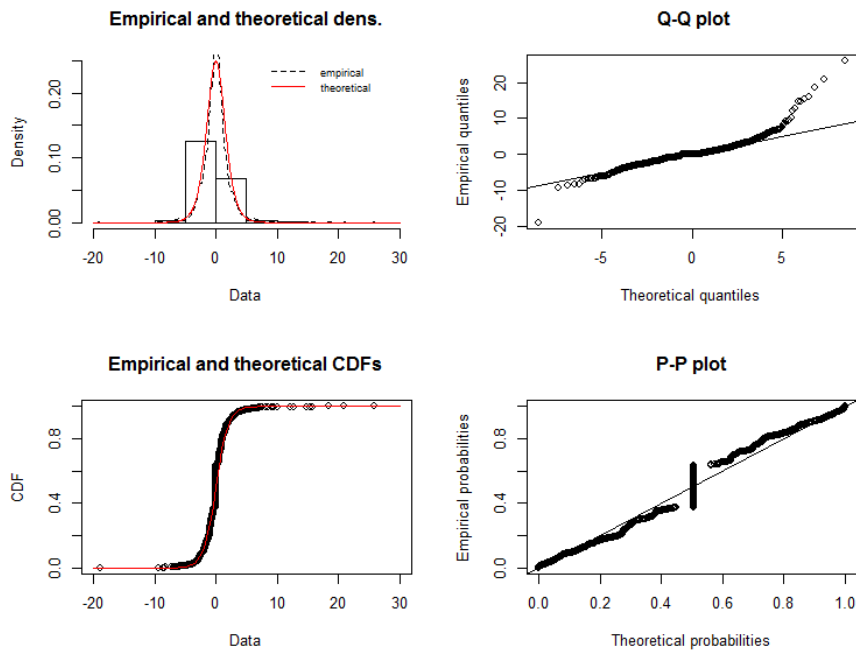 Empirical and theoretical dens.
Density
0.00 0.10 0.20
empirical
theoretical
-20 -10 0 10 20 30
Data
Q-Q plot
Empirical quantiles
-20 -10 0 10 20
-5 0 5
Theoretical quantiles
Empirical and theoretical CDFs
CDF
0.0 0.4 0.8
-20 -10 0 10 20 30
Data
P-P plot
Empirical probabilities
0.0 0.4 0.8
0.0 0.2 0.4 0.6 0.8 1.0
Theoretical probabilities